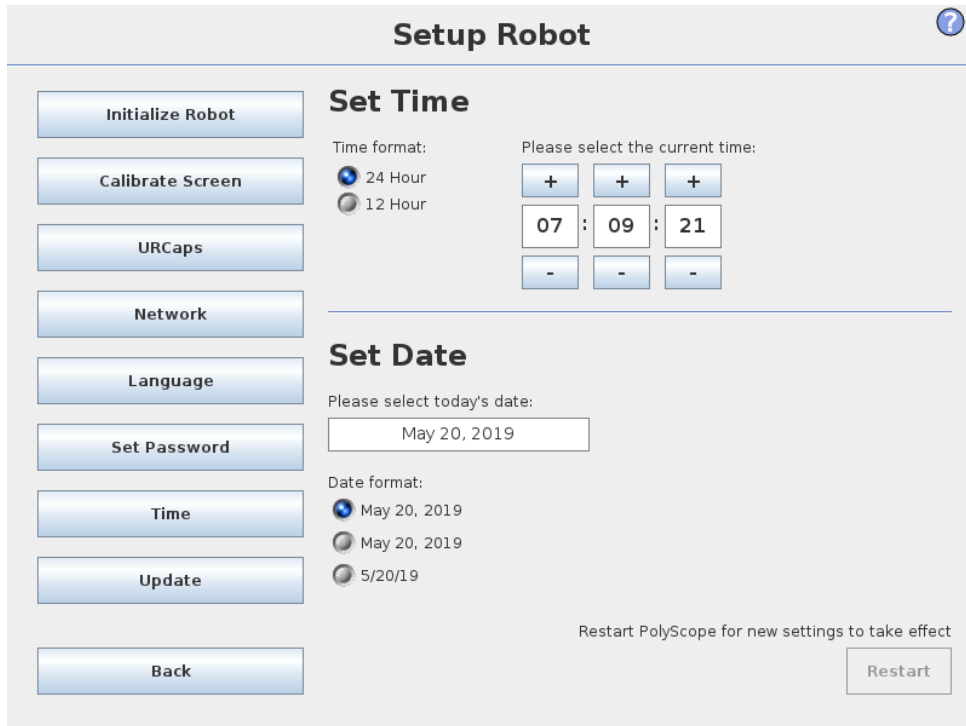 Setup Robot
?
Initialize Robot
Calibrate Screen
URCaps
Network
Language
Set Password
Time
Update
Back
Set Time
Time format:
24 Hour
12 Hour
Please select the current time:
+ + +
07 : 09 : 21
- - -
Set Date
Please select today's date:
May 20, 2019
Date format:
May 20, 2019
May 20, 2019
5/20/19
Restart PolyScope for new settings to take effect
Restart